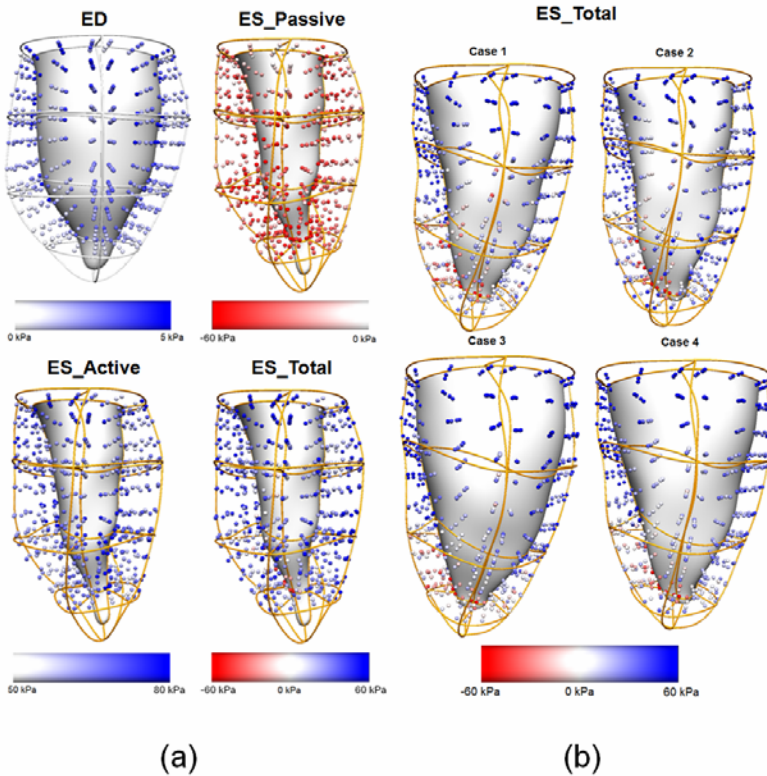 ED
ES_Passive
ES_Total
Case 1
Case 2
0 kPa
5 kPa
-60 kPa
0 kPa
ES_Active
ES_Total
Case 3
Case 4
50 kPa
80 kPa
-60 kPa
0 kPa
60 kPa
-60 kPa
0 kPa
60 kPa
(a)
(b)